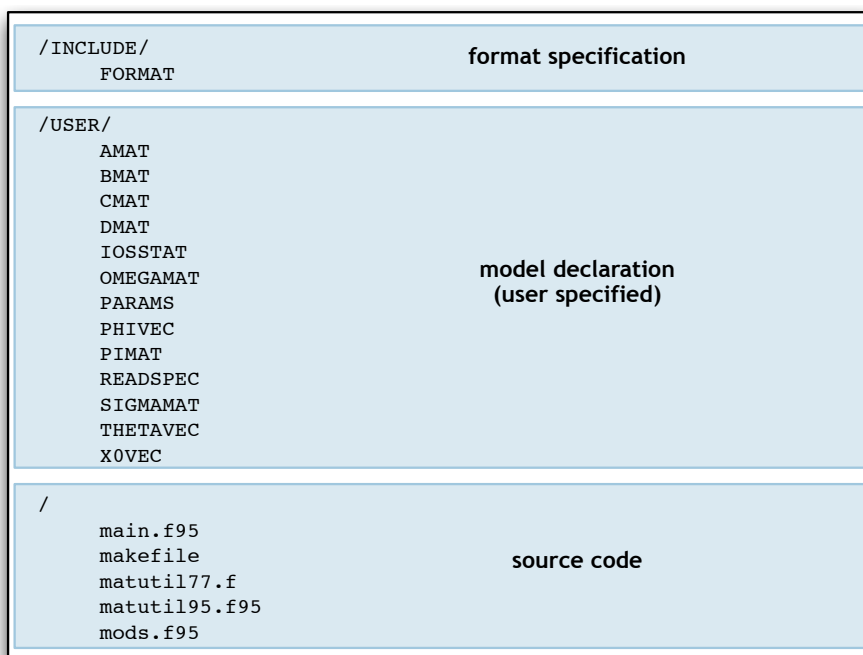 /INCLUDE/
FORMAT
format specification
/USER/
AMAT
BMAT
CMAT
DMAT
IOSSTAT
OMEGAMAT
PARAMS
PHIVEC
PIMAT
READSPEC
SIGMAMAT
THETAVEC
X0VEC
model declaration
(user specified)
/
main.f95
makefile
matutil77.f
matutil95.f95
mods.f95
source code